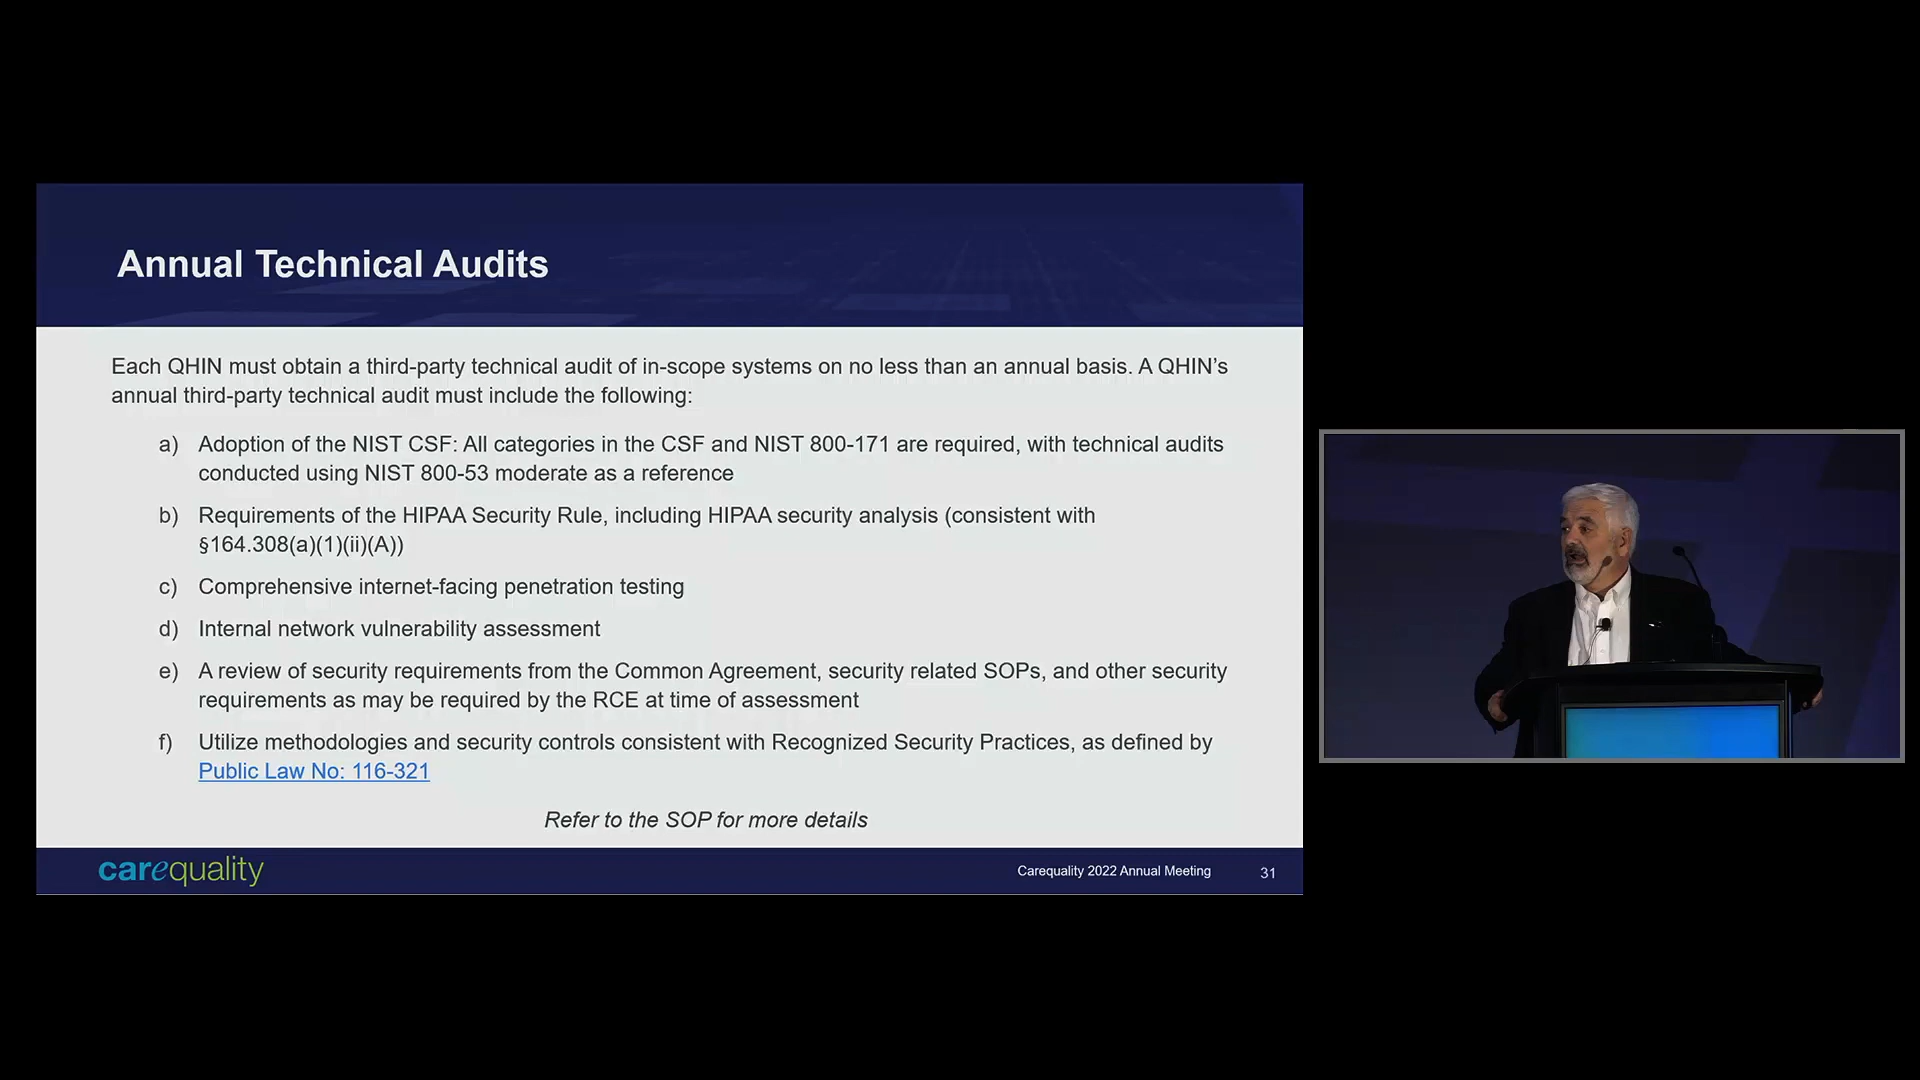 Annual Technical Audits
Each QHIN must obtain a third-party technical audit of in-scope systems on no less than an annual basis. A QHIN’s
annual third-party technical audit must include the following:
a) Adoption of the NIST CSF: All categories in the CSF and NIST 800-171 are required, with technical audits
conducted using NIST 800-53 moderate as a reference
b) Requirements of the HIPAA Security Rule, including HIPAA security analysis (consistent with
§164.308(a)(1)(ii)(A))
c) Comprehensive internet-facing penetration testing
d) Internal network vulnerability assessment
e) A review of security requirements from the Common Agreement, security related SOPs, and other security
requirements as may be required by the RCE at time of assessment
f) Utilize methodologies and security controls consistent with Recognized Security Practices, as defined by
Public Law No: 116-321
Refer to the SOP for more details
carequality
Carequality 2022 Annual Meeting
31